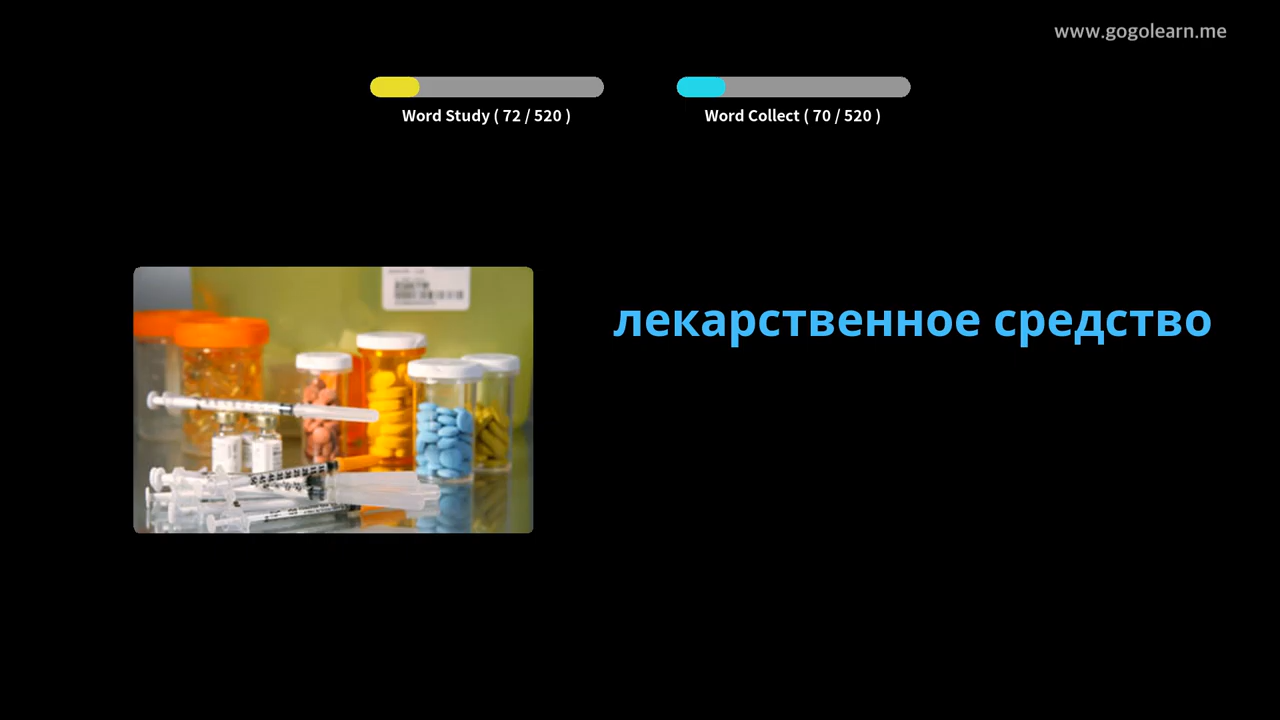 www.gogolearn.me
Word Study ( 72 / 520 )
Word Collect ( 70 / 520 )
лекарственное средство